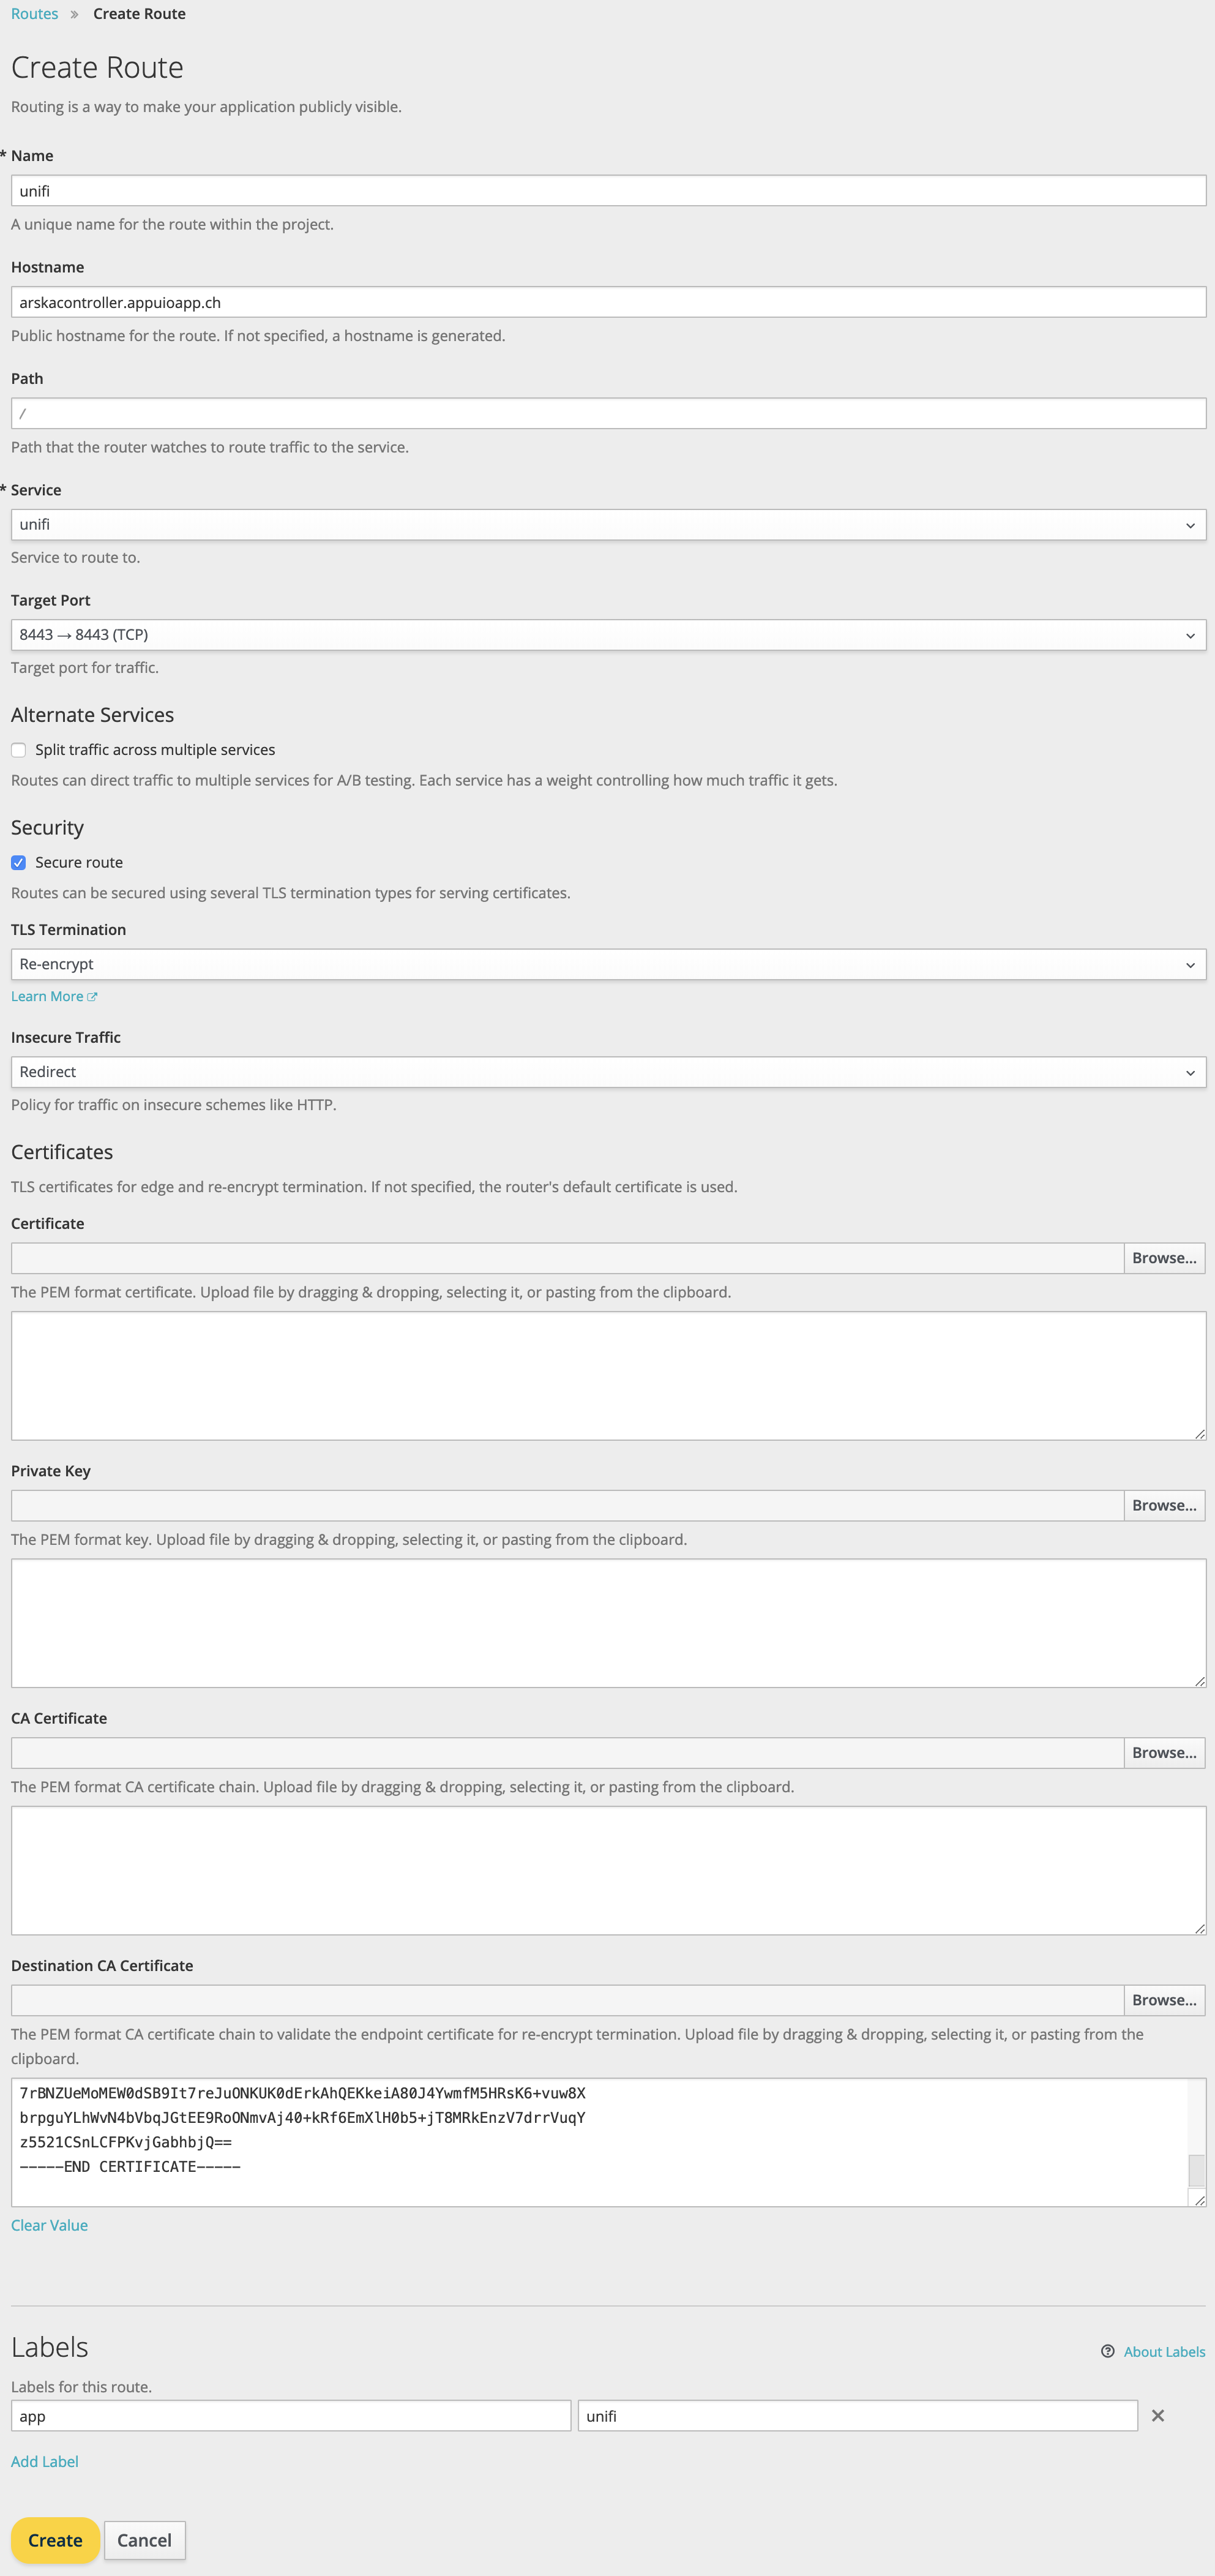 Routes » Create Route
Create Route
Routing is a way to make your application publicly visible.
* Name
unifi
A unique name for the route within the project.
Hostname
arskacontroller.appuioapp.ch
Public hostname for the route. If not specified, a hostname is generated.
Path
/
Path that the router watches to route traffic to the service.
* Service
unifi
Service to route to.
Target Port
8443 → 8443 (TCP)
Target port for traffic.
Alternate Services
Split traffic across multiple services
Routes can direct traffic to multiple services for A/B testing. Each service has a weight controlling how much traffic it gets.
Security
Secure route
Routes can be secured using several TLS termination types for serving certificates.
TLS Termination
Re-encrypt
Learn More
Insecure Traffic
Redirect
Policy for traffic on insecure schemes like HTTP.
Certificates
TLS certificates for edge and re-encrypt termination. If not specified, the router's default certificate is used.
Certificate
Browse...
The PEM format certificate. Upload file by dragging & dropping, selecting it, or pasting from the clipboard.
Private Key
Browse...
The PEM format key. Upload file by dragging & dropping, selecting it, or pasting from the clipboard.
CA Certificate
Browse...
The PEM format CA certificate chain. Upload file by dragging & dropping, selecting it, or pasting from the clipboard.
Destination CA Certificate
Browse...
The PEM format CA certificate chain to validate the endpoint certificate for re-encrypt termination. Upload file by dragging & dropping, selecting it, or pasting from the
clipboard.
7rBNZUeMoMEW0dSB9It7reJuONKUK0dErkAhQEKkeiA80J4YwmfM5HRsK6+vuw8X
brpguYLhWvN4bVbqJGtEE9RoONmvAj40+kRf6EmXlH0b5+jT8MRkEnzV7drrVuqY
z5521CSnLCFPKvjGabhbjQ==
-----END CERTIFICATE-----
Clear Value
Labels
About Labels
Labels for this route.
app unifi
Add Label
Create Cancel